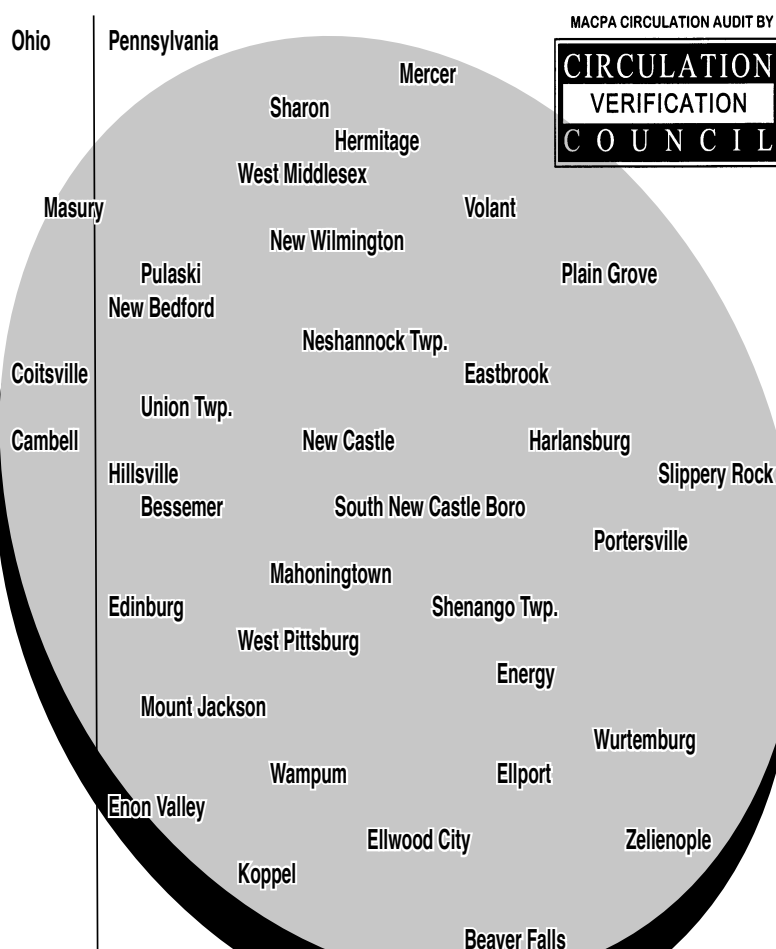 MACPA CIRCULATION AUDIT BY
CIRCULATION
VERIFICATION
COUNCIL
Ohio Pennsylvania
Mercer
Sharon
Hermitage
West Middlesex
Masury Volant
New Wilmington
Pulaski Plain Grove
New Bedford
Neshannock Twp.
Coitsville Eastbrook
Union Twp.
Cambell New Castle Harlansburg
Hillsville Slippery Rock
Bessemer South New Castle Boro
Portersville
Mahoningtown
Edinburg Shenango Twp.
West Pittsburg
Energy
Mount Jackson
Wurtemburg
Wampum Ellport
Enon Valley
Ellwood City Zelienople
Koppel
Beaver Falls